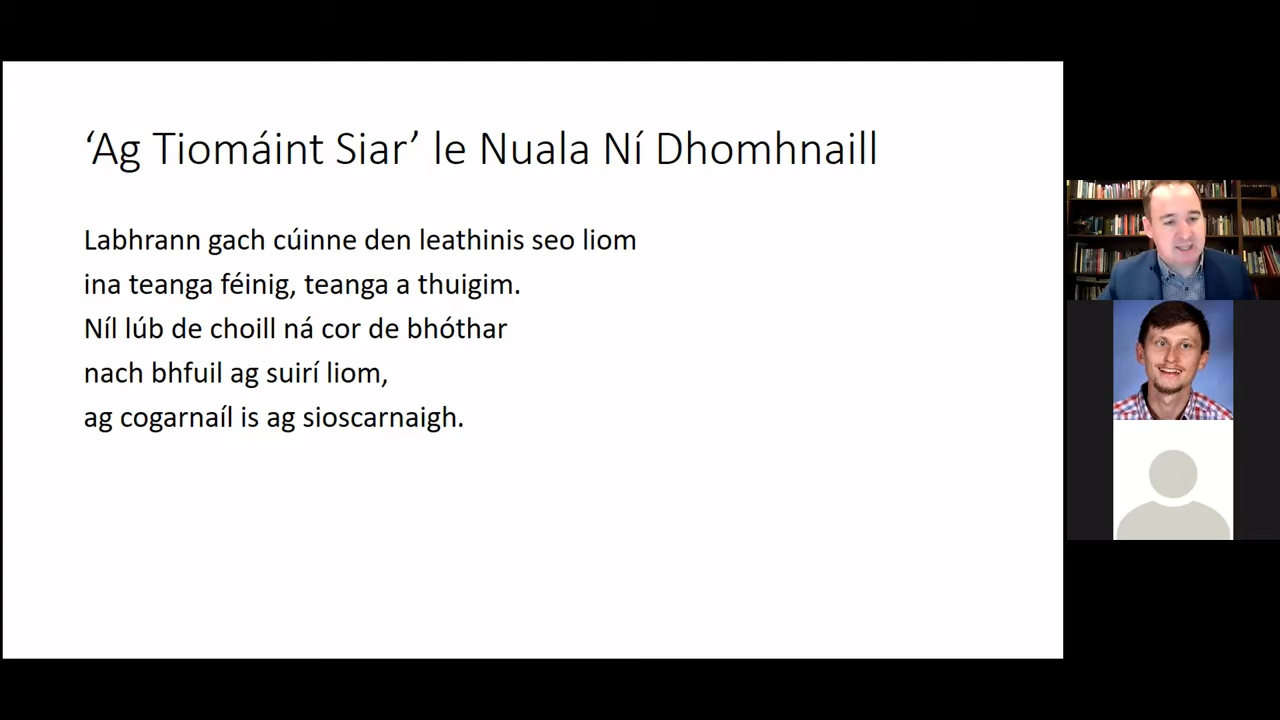 ‘Ag Tiomáint Siar’ le Nuala Ní Dhomhnaill
Labhrann gach cúinne den leathinis seo liom
ina teanga féinig, teanga a thuigim.
Níl lúb de choill ná cor de bhóthar
nach bhfuil ag suirí liom,
ag cogarnaíl is ag sioscarnaigh.